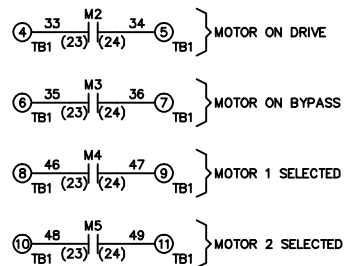 M2
4 33 34 5 MOTOR ON DRIVE
TB1 (23) (24) TB1
M3
6 35 36 7 MOTOR ON BYPASS
TB1 (23) (24) TB1
M4
8 46 47 9 MOTOR 1 SELECTED
TB1 (23) (24) TB1
M5
10 48 49 11 MOTOR 2 SELECTED
TB1 (23) (24) TB1